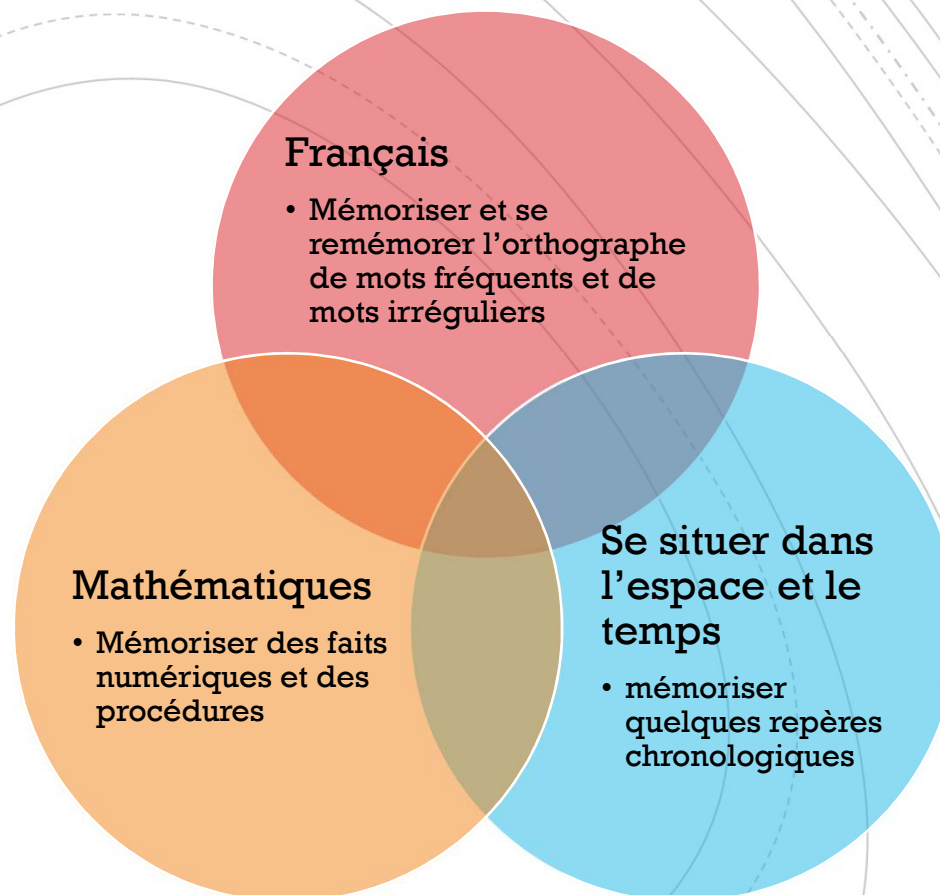 Français
• Mémoriser et se
remémorer l’orthographe
de mots fréquents et de
mots irréguliers
Mathématiques
• Mémoriser des faits
numériques et des
procédures
Se situer dans
l’espace et le
temps
• mémoriser
quelques repères
chronologiques